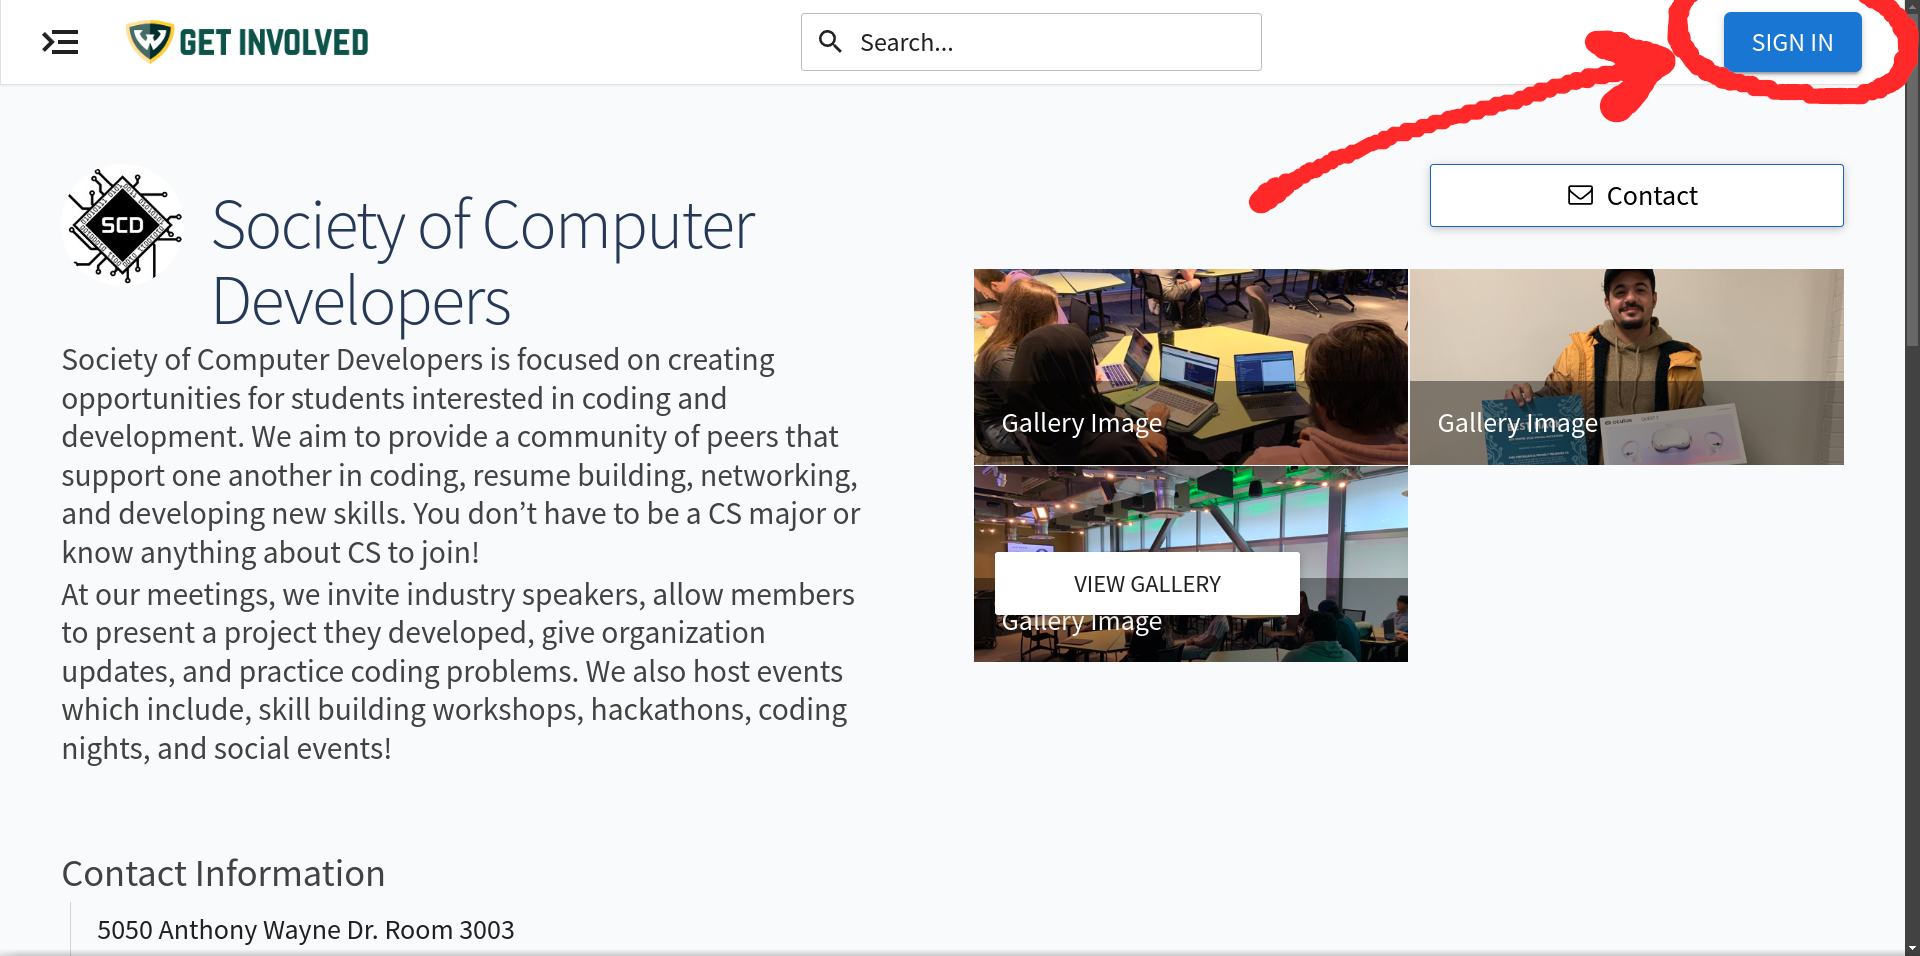 GET INVOLVED
Search...
SIGN IN
SCD
Society of Computer
Developers
Contact
Society of Computer Developers is focused on creating
opportunities for students interested in coding and
development. We aim to provide a community of peers that
support one another in coding, resume building, networking,
and developing new skills. You don’t have to be a CS major or
know anything about CS to join!
At our meetings, we invite industry speakers, allow members
to present a project they developed, give organization
updates, and practice coding problems. We also host events
which include, skill building workshops, hackathons, coding
nights, and social events!
Gallery Image
Gallery Image
VIEW GALLERY
Gallery Image
Contact Information
5050 Anthony Wayne Dr. Room 3003